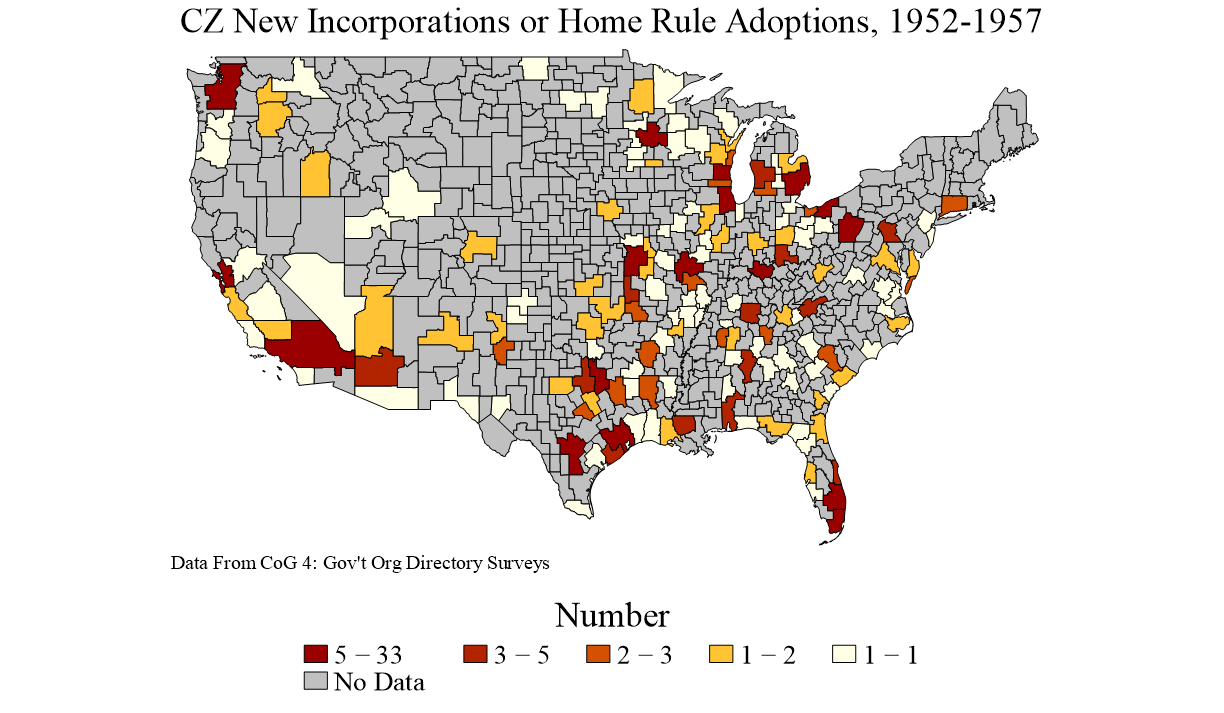 CZ New Incorporations or Home Rule Adoptions, 1952-1957
Data From CoG 4: Gov't Org Directory Surveys
Number
5 − 33 3 − 5 2 − 3 1 − 2 1 − 1
No Data